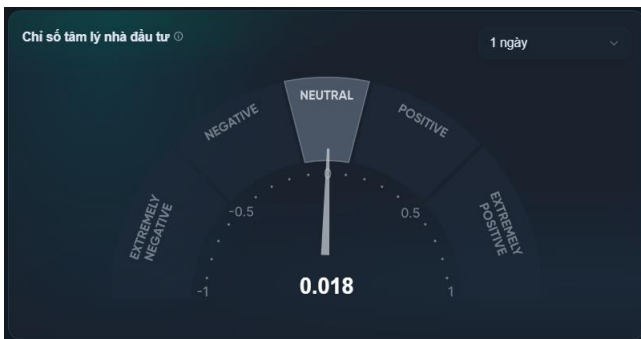 Chỉ số tâm lý nhà đầu tư
1 ngày
NEUTRAL
NEGATIVE
POSITIVE
EXTREMELY
NEGATIVE
EXTREMELY
POSITIVE
0
-0.5
0.5
-1
1
0.018